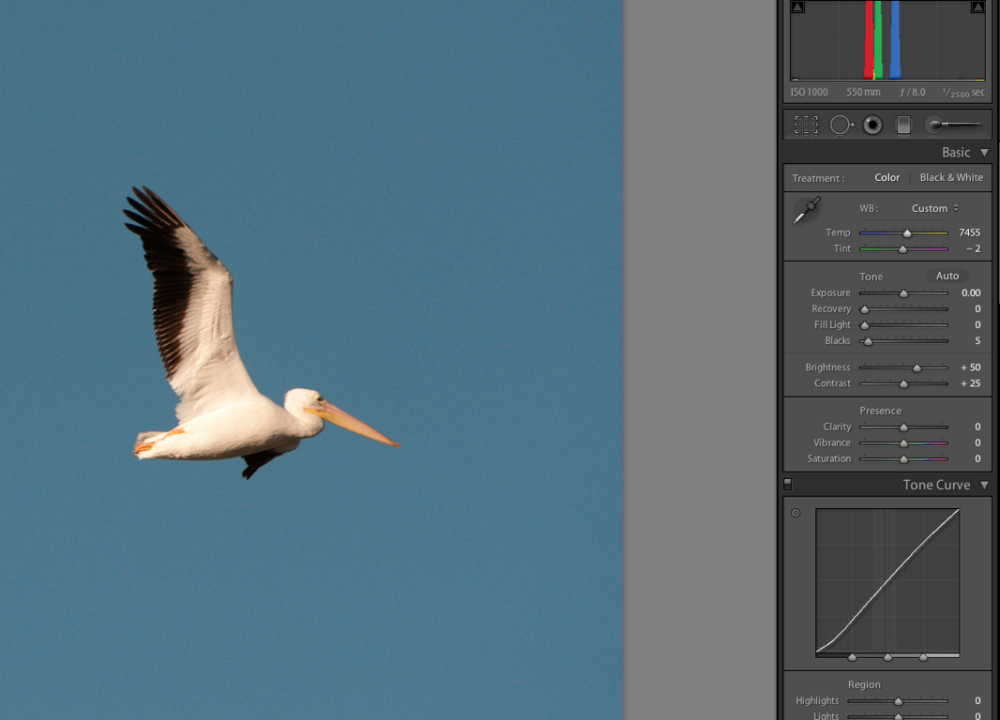 ISO 1000 550 mm ƒ / 8.0 1/2500 sec
Basic
Treatment : Color Black & White
WB : Custom
Temp 7455
Tint − 2
Tone Auto
Exposure 0.00
Recovery 0
Fill Light 0
Blacks 5
Brightness + 50
Contrast + 25
Presence
Clarity 0
Vibrance 0
Saturation 0
Tone Curve
Region
Highlights 0
Lights 0